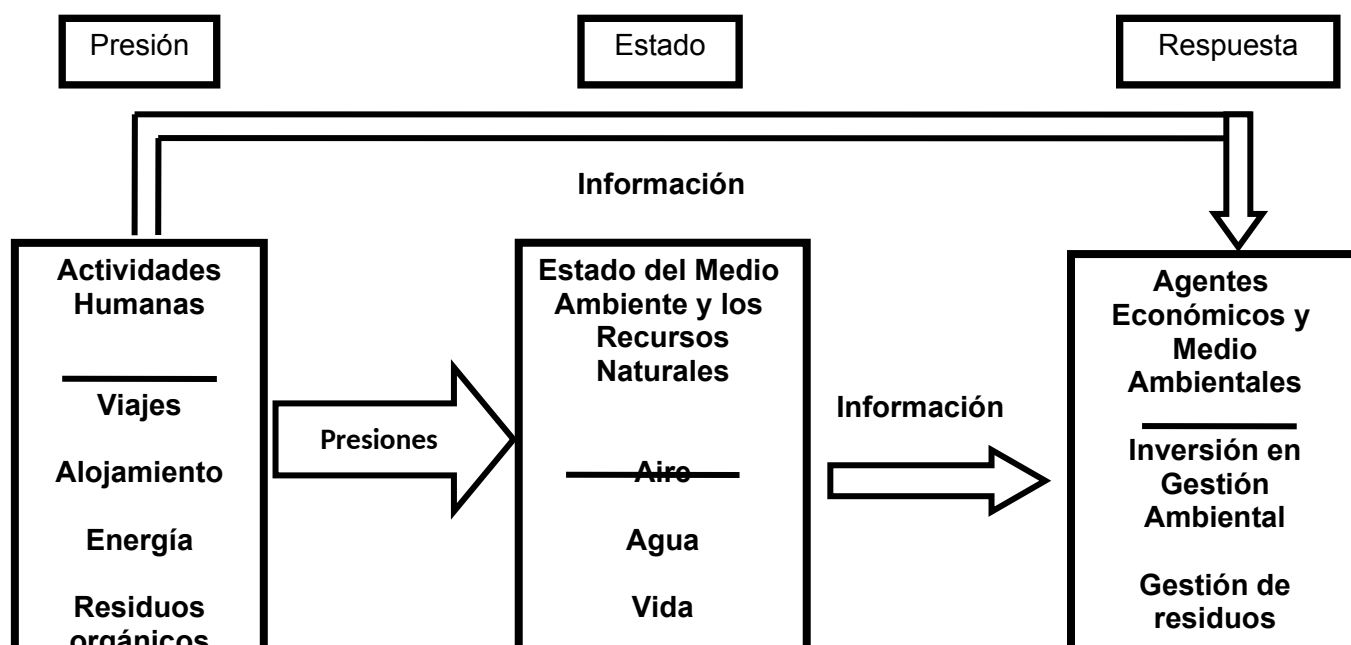 Presión
Estado
Respuesta
Información
Actividades
Humanas
Viajes
Alojamiento
Energía
Residuos
orgánicos
Presiones
Estado del Medio
Ambiente y los
Recursos
Naturales
Aire
Agua
Vida
Información
Agentes
Económicos y
Medio
Ambientales
Inversión en
Gestión
Ambiental
Gestión de
residuos